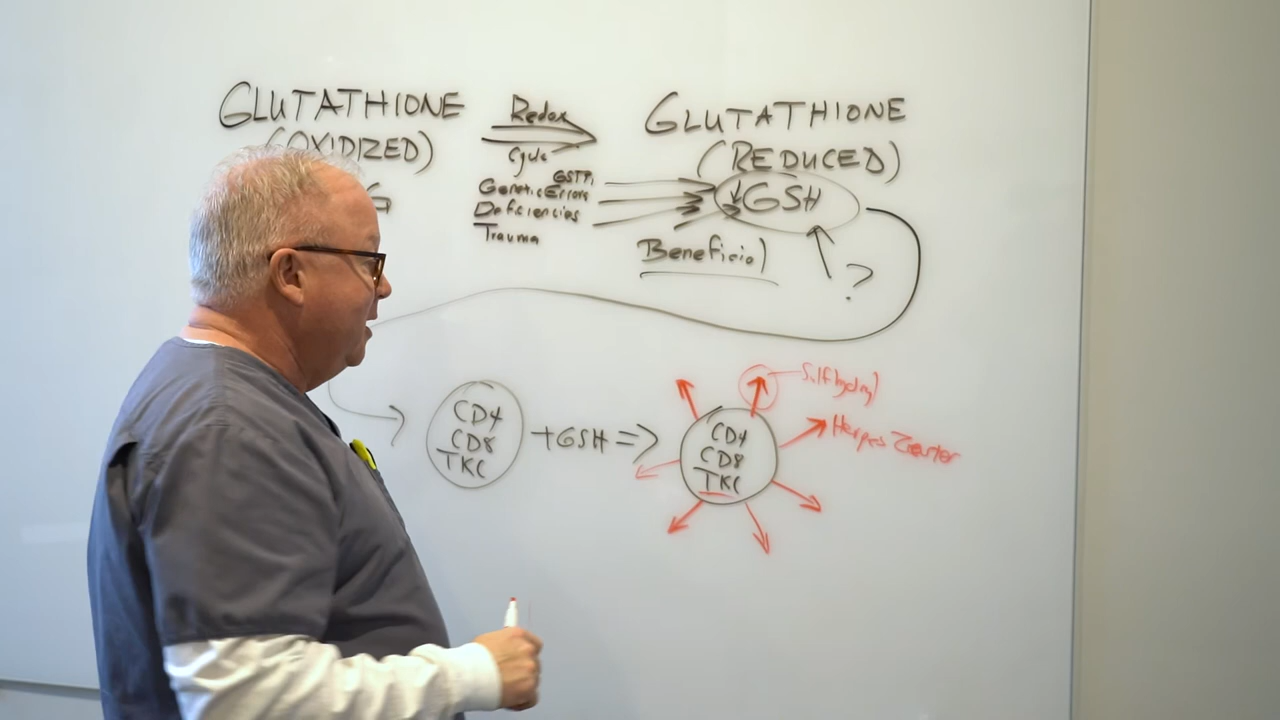 GLUTATHIONE
(OXIDIZED)
G
Redox
Cycle
GSTP1
Genetic Errors
Deficiencies
Trauma
GLUTATHIONE
(REDUCED)
↓GSH
Beneficial
?
CD4
CD8
TKC
+GSH =>
CD4
CD8
TKC
Sulfhydryl
Herpes